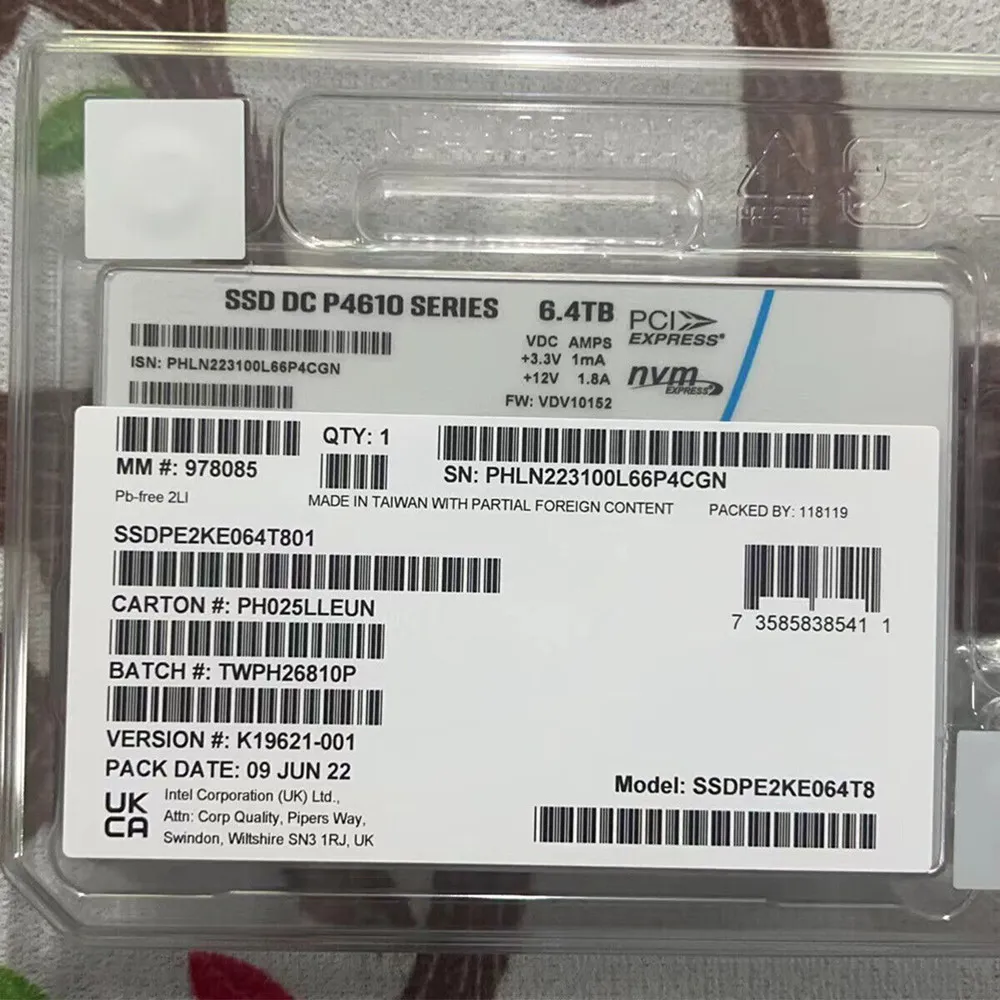 SSD DC P4610 SERIES 6.4TB
PCI EXPRESS®
VDC AMPS
+3.3V 1mA
+12V 1.8A
nvm EXPRESS
ISN: PHLN223100L66P4CGN
FW: VDV10152
QTY: 1
MM #: 978085
SN: PHLN223100L66P4CGN
Pb-free 2LI
MADE IN TAIWAN WITH PARTIAL FOREIGN CONTENT
PACKED BY: 118119
SSDPE2KE064T801
CARTON #: PH025LLEUN
7 3585838541 1
BATCH #: TWPH26810P
VERSION #: K19621-001
PACK DATE: 09 JUN 22
Model: SSDPE2KE064T8
UK
CA
Intel Corporation (UK) Ltd.,
Attn: Corp Quality, Pipers Way,
Swindon, Wiltshire SN3 1RJ, UK